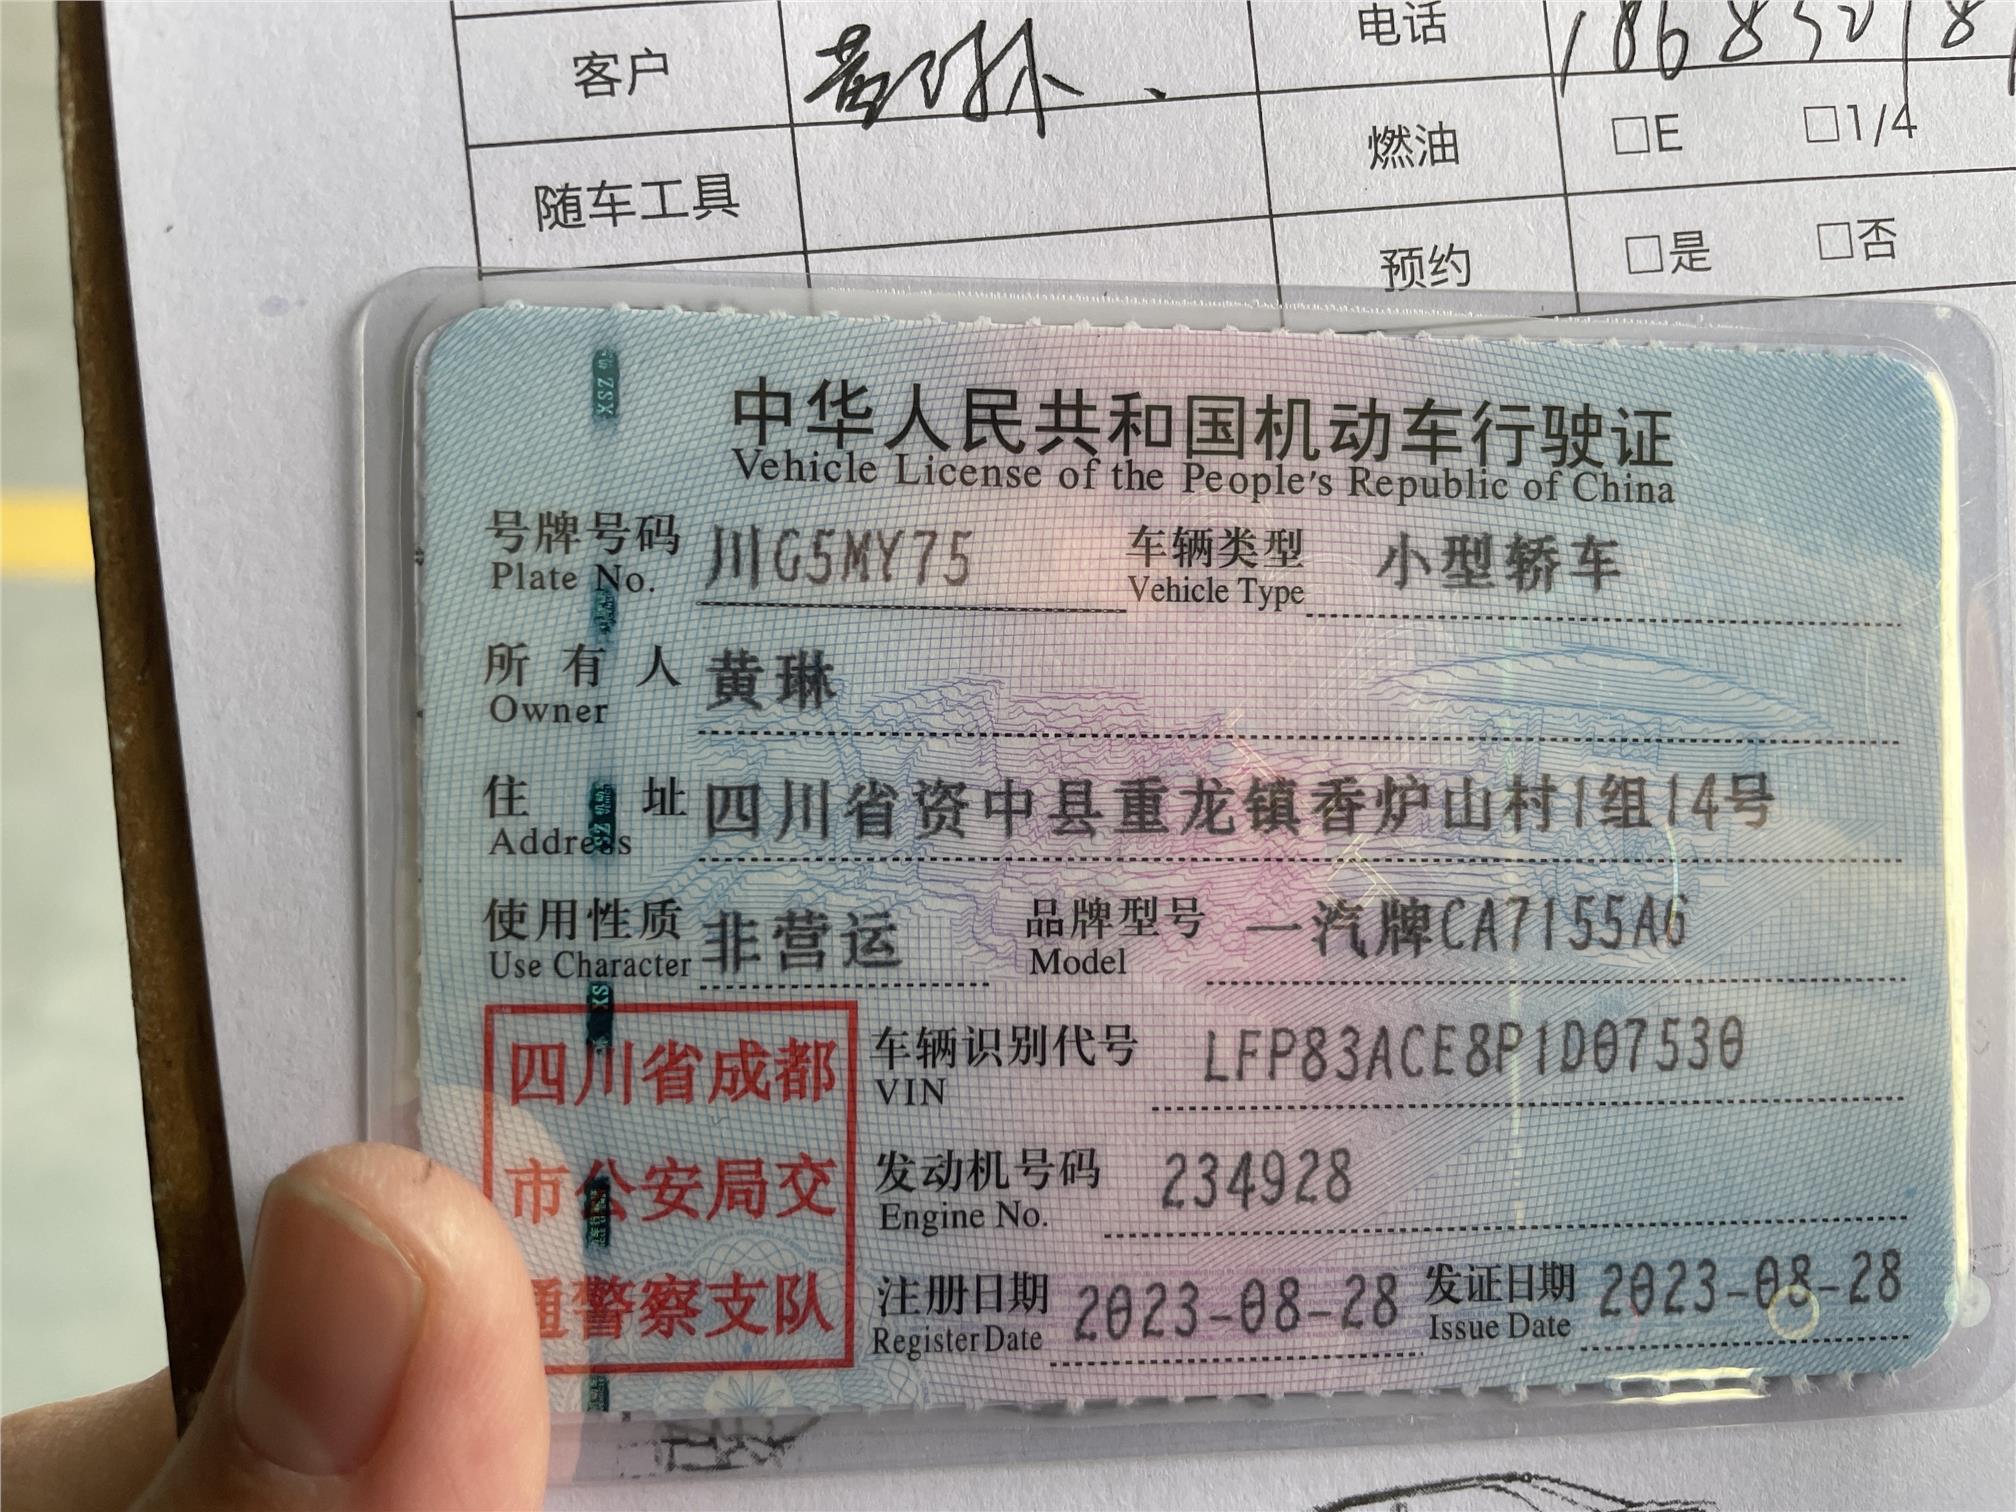 客户 黄琳 电话
燃油 □E □1/4
随车工具
预约 □是 □否
中华人民共和国机动车行驶证
Vehicle License of the People's Republic of China
号牌号码 川G5MY75 车辆类型 小型轿车
Plate No. Vehicle Type
所有人 黄琳
Owner
住址 四川省资中县重龙镇香炉山村1组14号
Address
使用性质 非营运 品牌型号 一汽牌CA7155A6
Use Character Model
四川省成都 车辆识别代号 LFP83ACE8P1D07530
VIN
市公安局交 发动机号码 234928
Engine No.
通警察支队 注册日期 2023-08-28 发证日期 2023-08-28
Register Date Issue Date